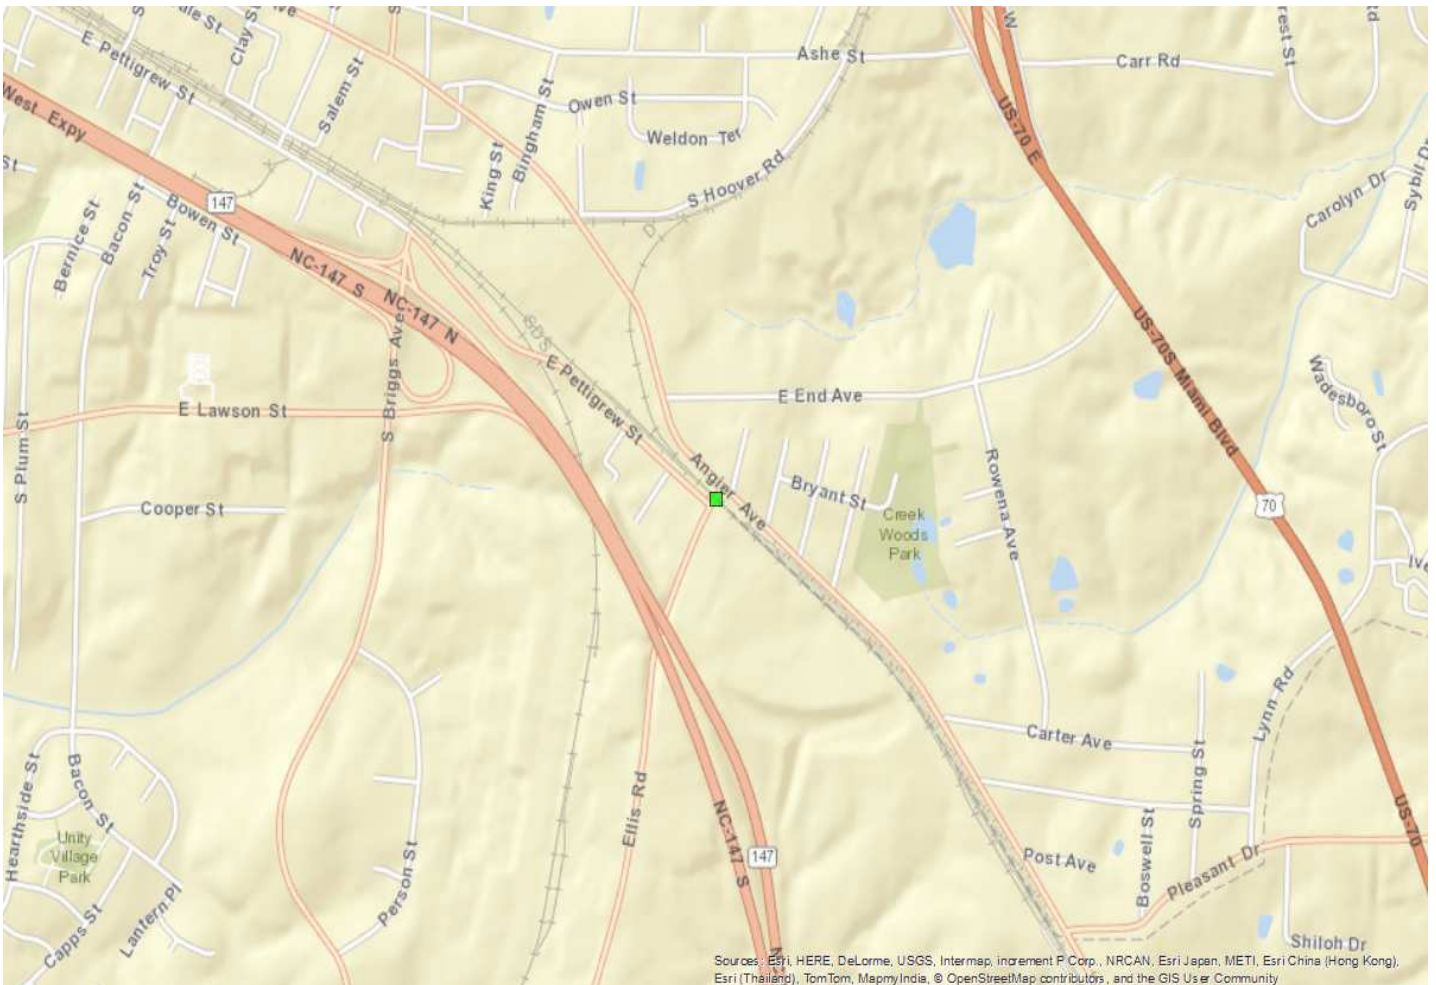 E Pettigrew St
Clay St
Salem St
Ashe St
Carr Rd
US-70 E
W
Owen St
Weldon Ter
King St
Bingham St
S Hoover Rd
West Expy
St
147
Bowen St
Bernice St
Bacon St
Troy St
NC-147 S
NC-147 N
S Briggs Ave
E Lawson St
S Plum St
Cooper St
E Pettigrew St
E End Ave
Angier Ave
Bryant St
Creek
Woods
Park
Rowena Ave
US-70
S Miami Blvd
70
Carolyn Dr
Sybil Dr
Wadesboro St
Lynn Rd
Carter Ave
Spring St
Boswell St
Post Ave
Pleasant Dr
US-70
Shiloh Dr
Ellis Rd
NC-147 S
147
Person St
Hearthside St
Bacon St
Unity
Village
Park
Capps St
Lantern Pl
Sources: Esri, HERE, DeLorme, USGS, Intermap, increment P Corp., NRCAN, Esri Japan, METI, Esri China (Hong Kong),
Esri (Thailand), TomTom, MapmyIndia, © OpenStreetMap contributors, and the GIS User Community